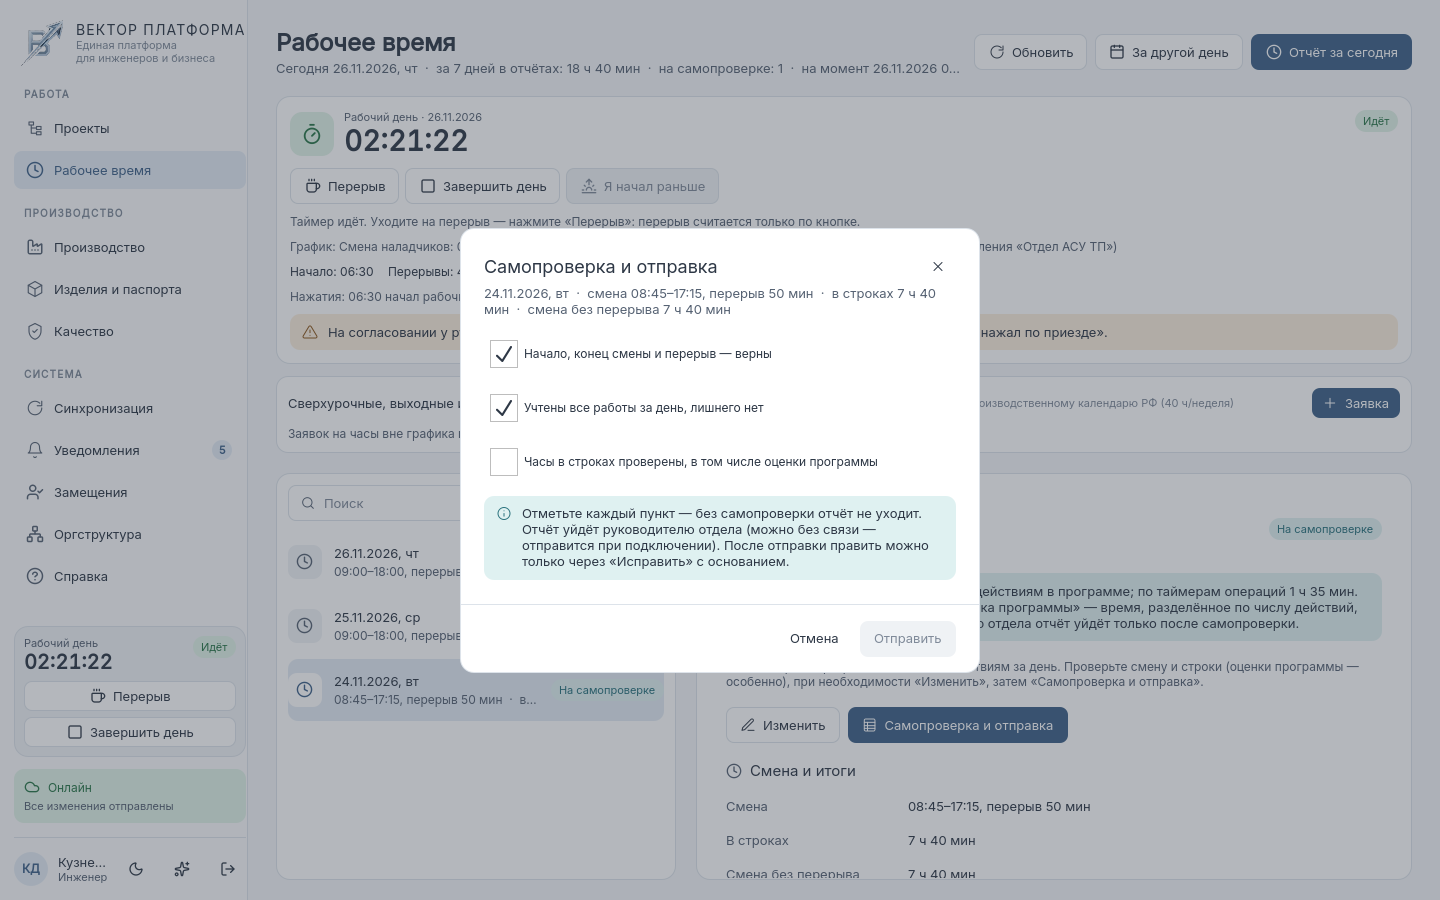 ВЕКТОР ПЛАТФОРМА
Единая платформа
для инженеров и бизнеса
РАБОТА
Проекты
Рабочее время
ПРОИЗВОДСТВО
Производство
Изделия и паспорта
Качество
СИСТЕМА
Синхронизация
Уведомления
5
Замещения
Оргструктура
Справка
Рабочий день
Идёт
02:21:22
Перерыв
Завершить день
Онлайн
Все изменения отправлены
КД
Кузне...
Инженер
Рабочее время
Сегодня 26.11.2026, чт · за 7 дней в отчётах: 18 ч 40 мин · на самопроверке: 1 · на момент 26.11.2026 0...
Обновить
За другой день
Отчёт за сегодня
Рабочий день · 26.11.2026
02:21:22
Идёт
Перерыв
Завершить день
Я начал раньше
Таймер идёт. Уходите на перерыв — нажмите «Перерыв»: перерыв считается только по кнопке.
График: Смена наладчиков:
«Отдел АСУ ТП»)
Начало: 06:30 Перерывы:
Нажатия: 06:30 начал
На согласовании у
нажал по приезде».
Сверхурочные, выходные
календарю РФ (40 ч/неделя)
Заявка
Заявок на часы вне графика
Поиск
26.11.2026, чт
09:00–18:00, перерыв
25.11.2026, ср
09:00–18:00, перерыв
24.11.2026, вт
08:45–17:15, перерыв 50 мин · в...
На самопроверке
На самопроверке
действиям в программе; по таймерам операций 1 ч 35 мин.
программы» — время, разделённое по числу действий,
отдела отчёт уйдёт только после самопроверки.
за день. Проверьте смену и строки (оценки программы —
особенно), при необходимости «Изменить», затем «Самопроверка и отправка».
Изменить
Самопроверка и отправка
Смена и итоги
Смена
08:45–17:15, перерыв 50 мин
В строках
7 ч 40 мин
Смена без перерыва
7 ч 40 мин
Самопроверка и отправка
24.11.2026, вт · смена 08:45–17:15, перерыв 50 мин · в строках 7 ч 40
мин · смена без перерыва 7 ч 40 мин
Начало, конец смены и перерыв — верны
Учтены все работы за день, лишнего нет
Часы в строках проверены, в том числе оценки программы
Отметьте каждый пункт — без самопроверки отчёт не уходит.
Отчёт уйдёт руководителю отдела (можно без связи —
отправится при подключении). После отправки править можно
только через «Исправить» с основанием.
Отмена
Отправить